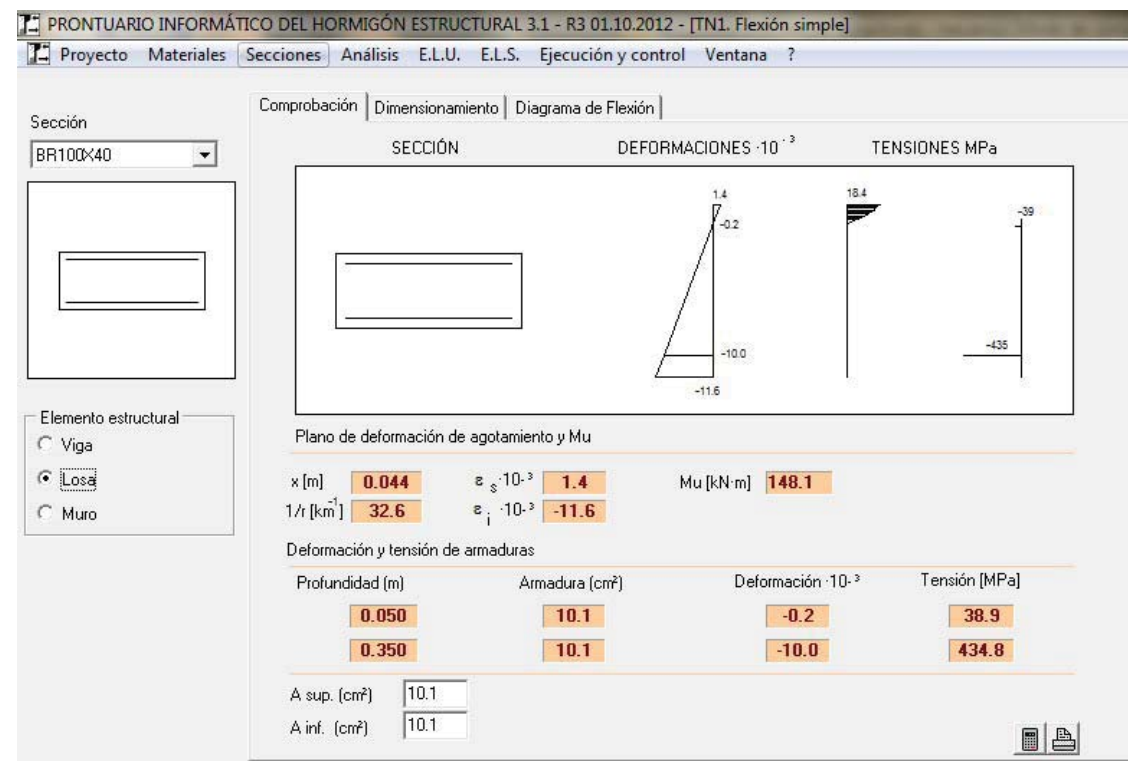 PRONTUARIO INFORMÁTICO DEL HORMIGÓN ESTRUCTURAL 3.1 - R3 01.10.2012 - [TN1. Flexión simple]
Proyecto Materiales Secciones Análisis E.L.U. E.L.S. Ejecución y control Ventana ?
Sección
BR100X40
Elemento estructural
Viga
Losa
Muro
Comprobación Dimensionamiento Diagrama de Flexión
SECCIÓN DEFORMACIONES ·10⁻³ TENSIONES MPa
1.4 18.4
-0.2 -39
-10.0 -435
-11.6
Plano de deformación de agotamiento y Mu
x [m] 0.044 ε s·10-³ 1.4 Mu [kN·m] 148.1
1/r [km⁻¹] 32.6 ε i ·10-³ -11.6
Deformación y tensión de armaduras
Profundidad (m) Armadura (cm²) Deformación ·10-³ Tensión [MPa]
0.050 10.1 -0.2 38.9
0.350 10.1 -10.0 434.8
A sup. (cm²) 10.1
A inf. (cm²) 10.1